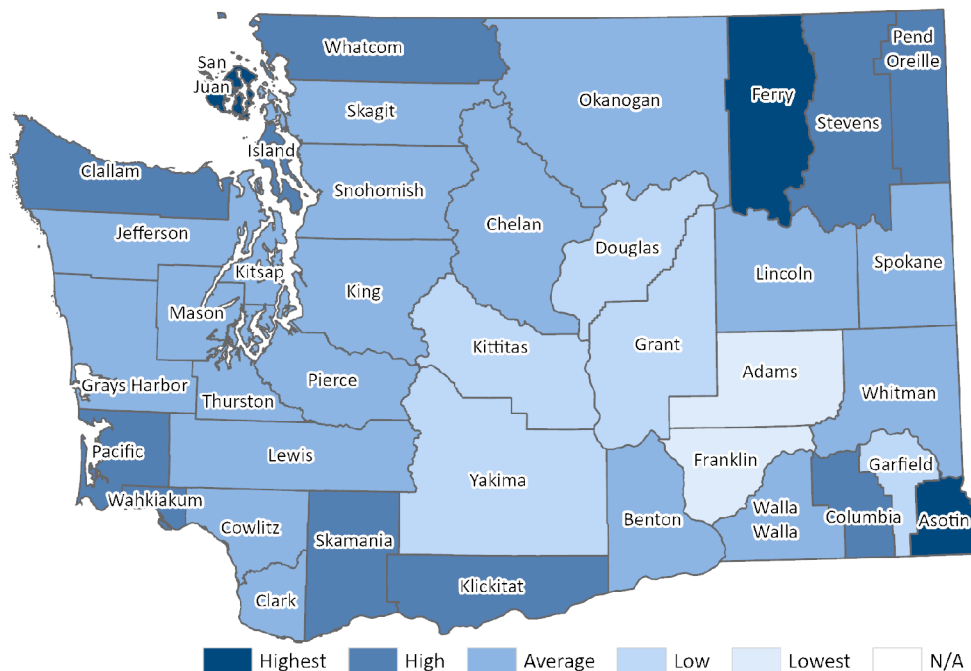 Whatcom
Pend
Oreille
San
Juan
Ferry
Okanogan
Skagit
Stevens
Island
Clallam
Snohomish
Chelan
Jefferson
Douglas
Spokane
Kitsap
Lincoln
King
Mason
Kittitas
Grant
Adams
Pierce
Grays Harbor
Thurston
Whitman
Pacific
Lewis
Franklin
Garfield
Yakima
Wahkiakum
Walla
Walla
Cowlitz
Benton
Columbia
Asotin
Skamania
Klickitat
Clark
Highest
High
Average
Low
Lowest
N/A